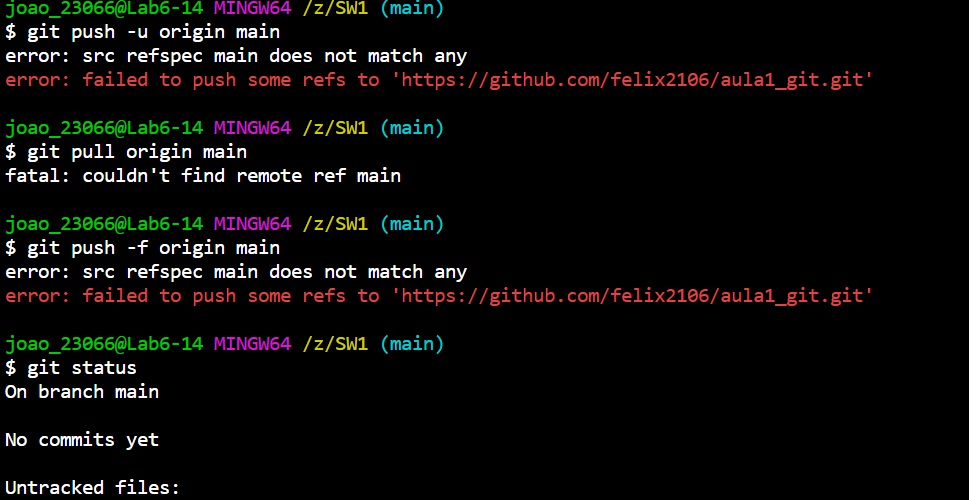 joao_23066@Lab6-14 MINGW64 /z/SW1 (main)
$ git push -u origin main
error: src refspec main does not match any
error: failed to push some refs to 'https://github.com/felix2106/aula1_git.git'
joao_23066@Lab6-14 MINGW64 /z/SW1 (main)
$ git pull origin main
fatal: couldn't find remote ref main
joao_23066@Lab6-14 MINGW64 /z/SW1 (main)
$ git push -f origin main
error: src refspec main does not match any
error: failed to push some refs to 'https://github.com/felix2106/aula1_git.git'
joao_23066@Lab6-14 MINGW64 /z/SW1 (main)
$ git status
On branch main
No commits yet
Untracked files: